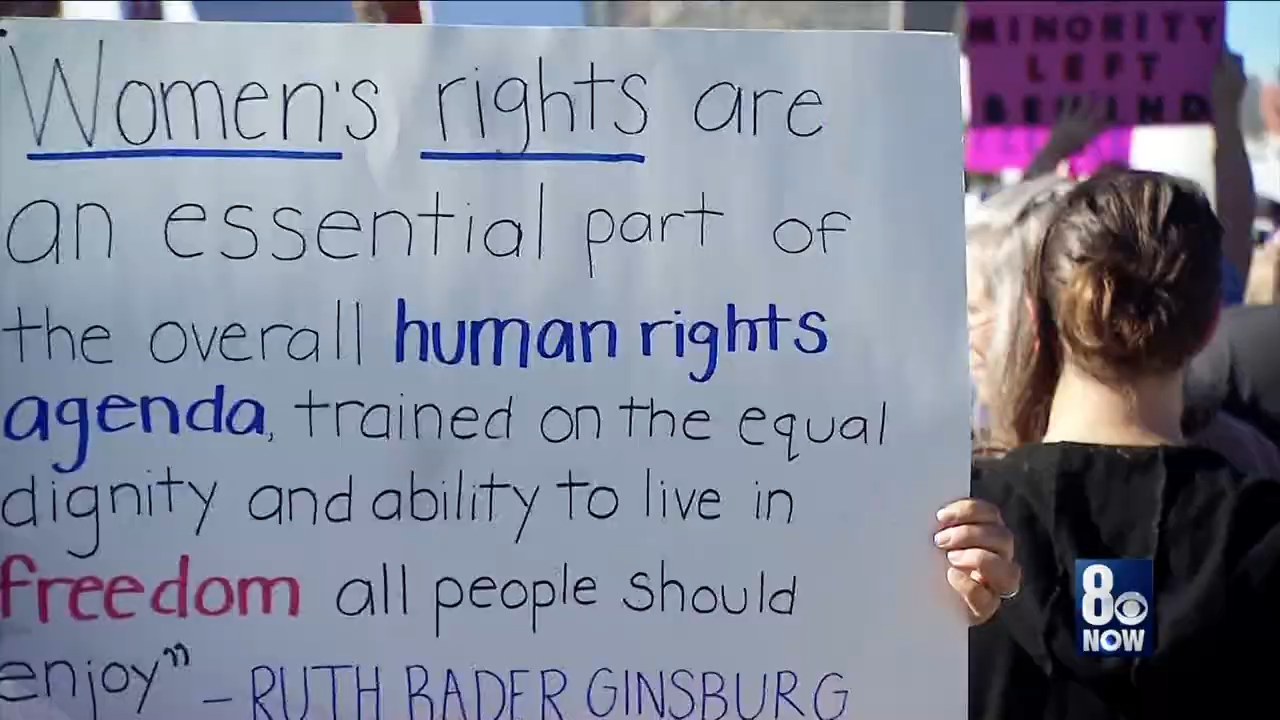 Women's rights are
an essential part of
the overall human rights
agenda, trained on the equal
dignity and ability to live in
freedom all people should
enjoy" - RUTH BADER GINSBURG
MINORITY
LEFT
BEHIND
8
NOW